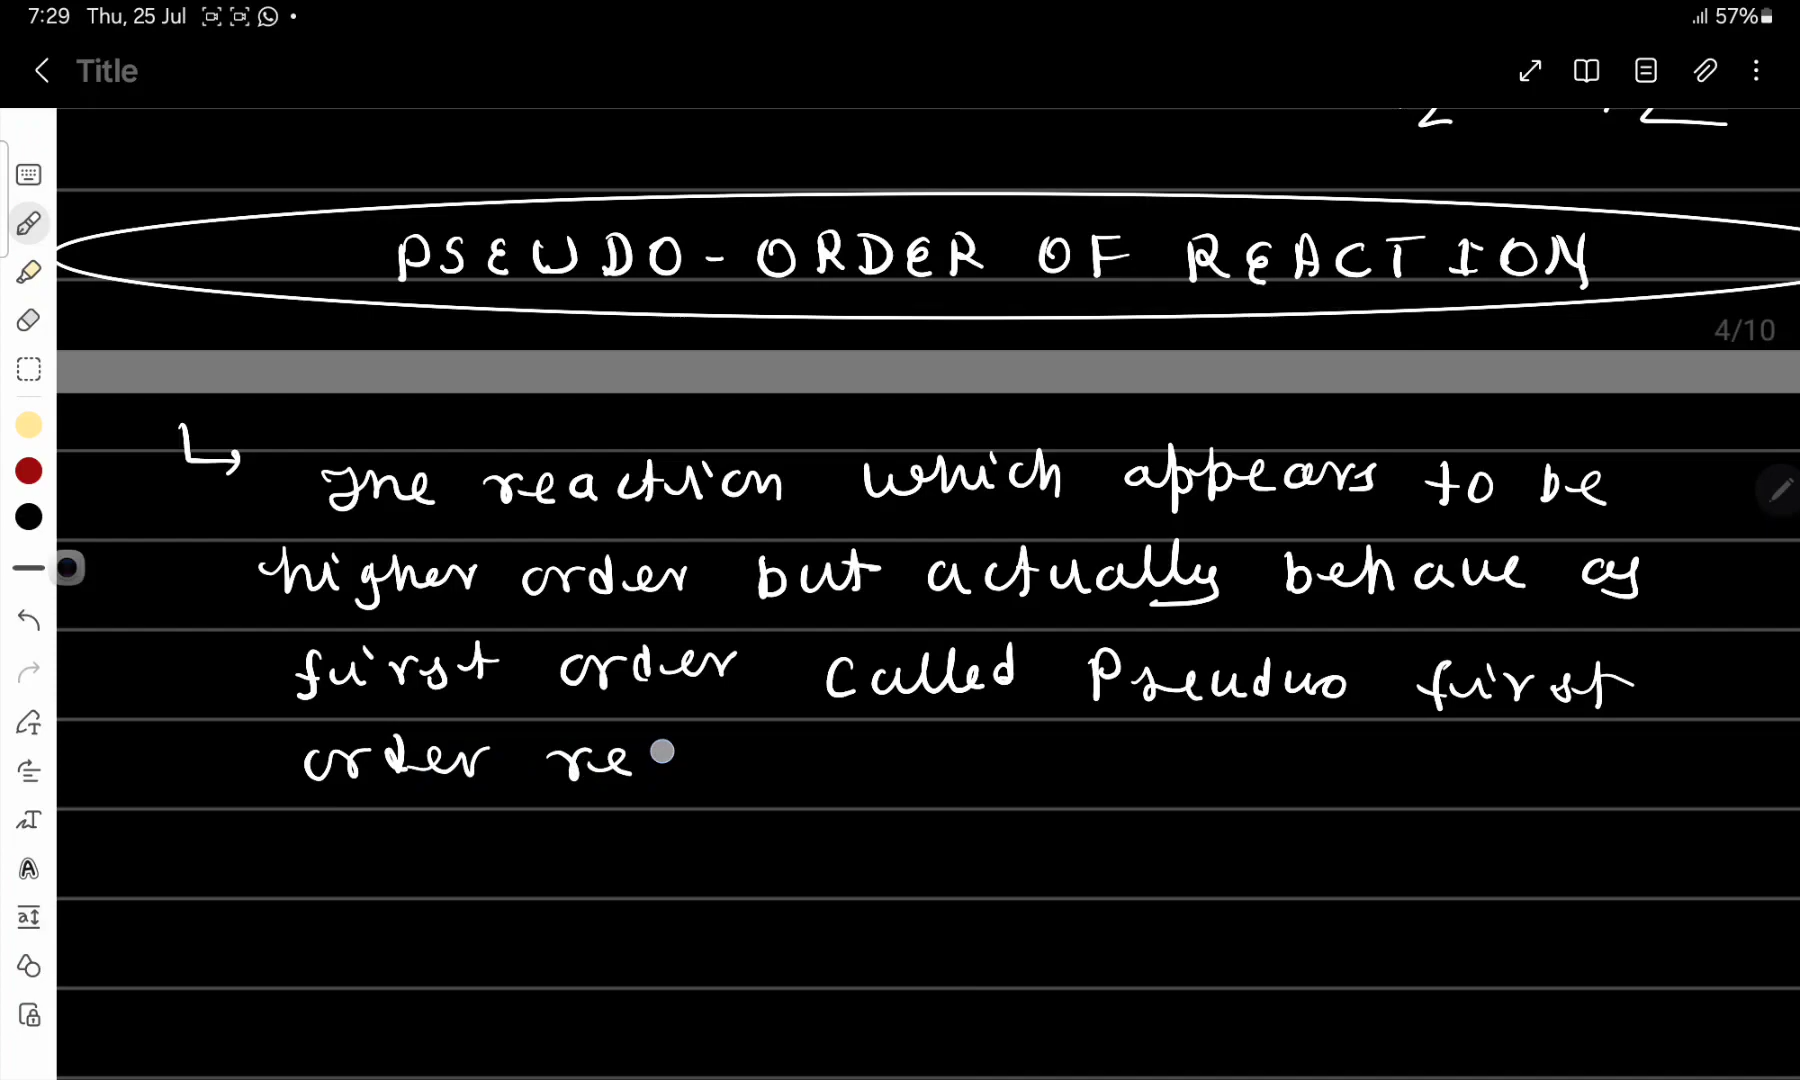 7:29 Thu, 25 Jul 57%
Title
PSEUDO-ORDER OF REACTION
4/10
The reaction which appears to be
higher order but actually behave as
first order called Pseuduo first
order re